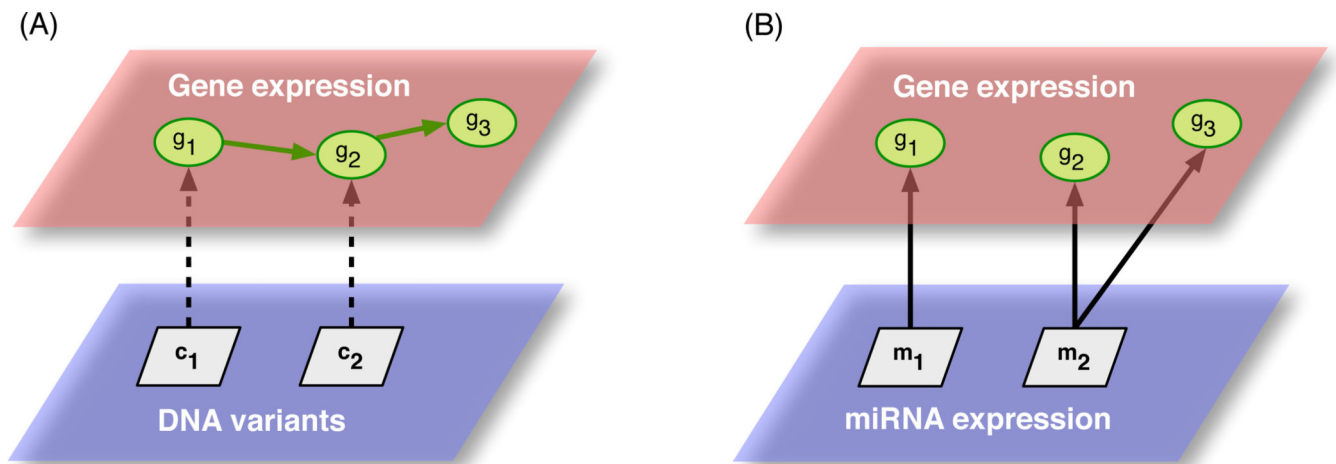 (A)
Gene expression
g1
g2
g3
c1
c2
DNA variants
(B)
Gene expression
g1
g2
g3
m1
m2
miRNA expression